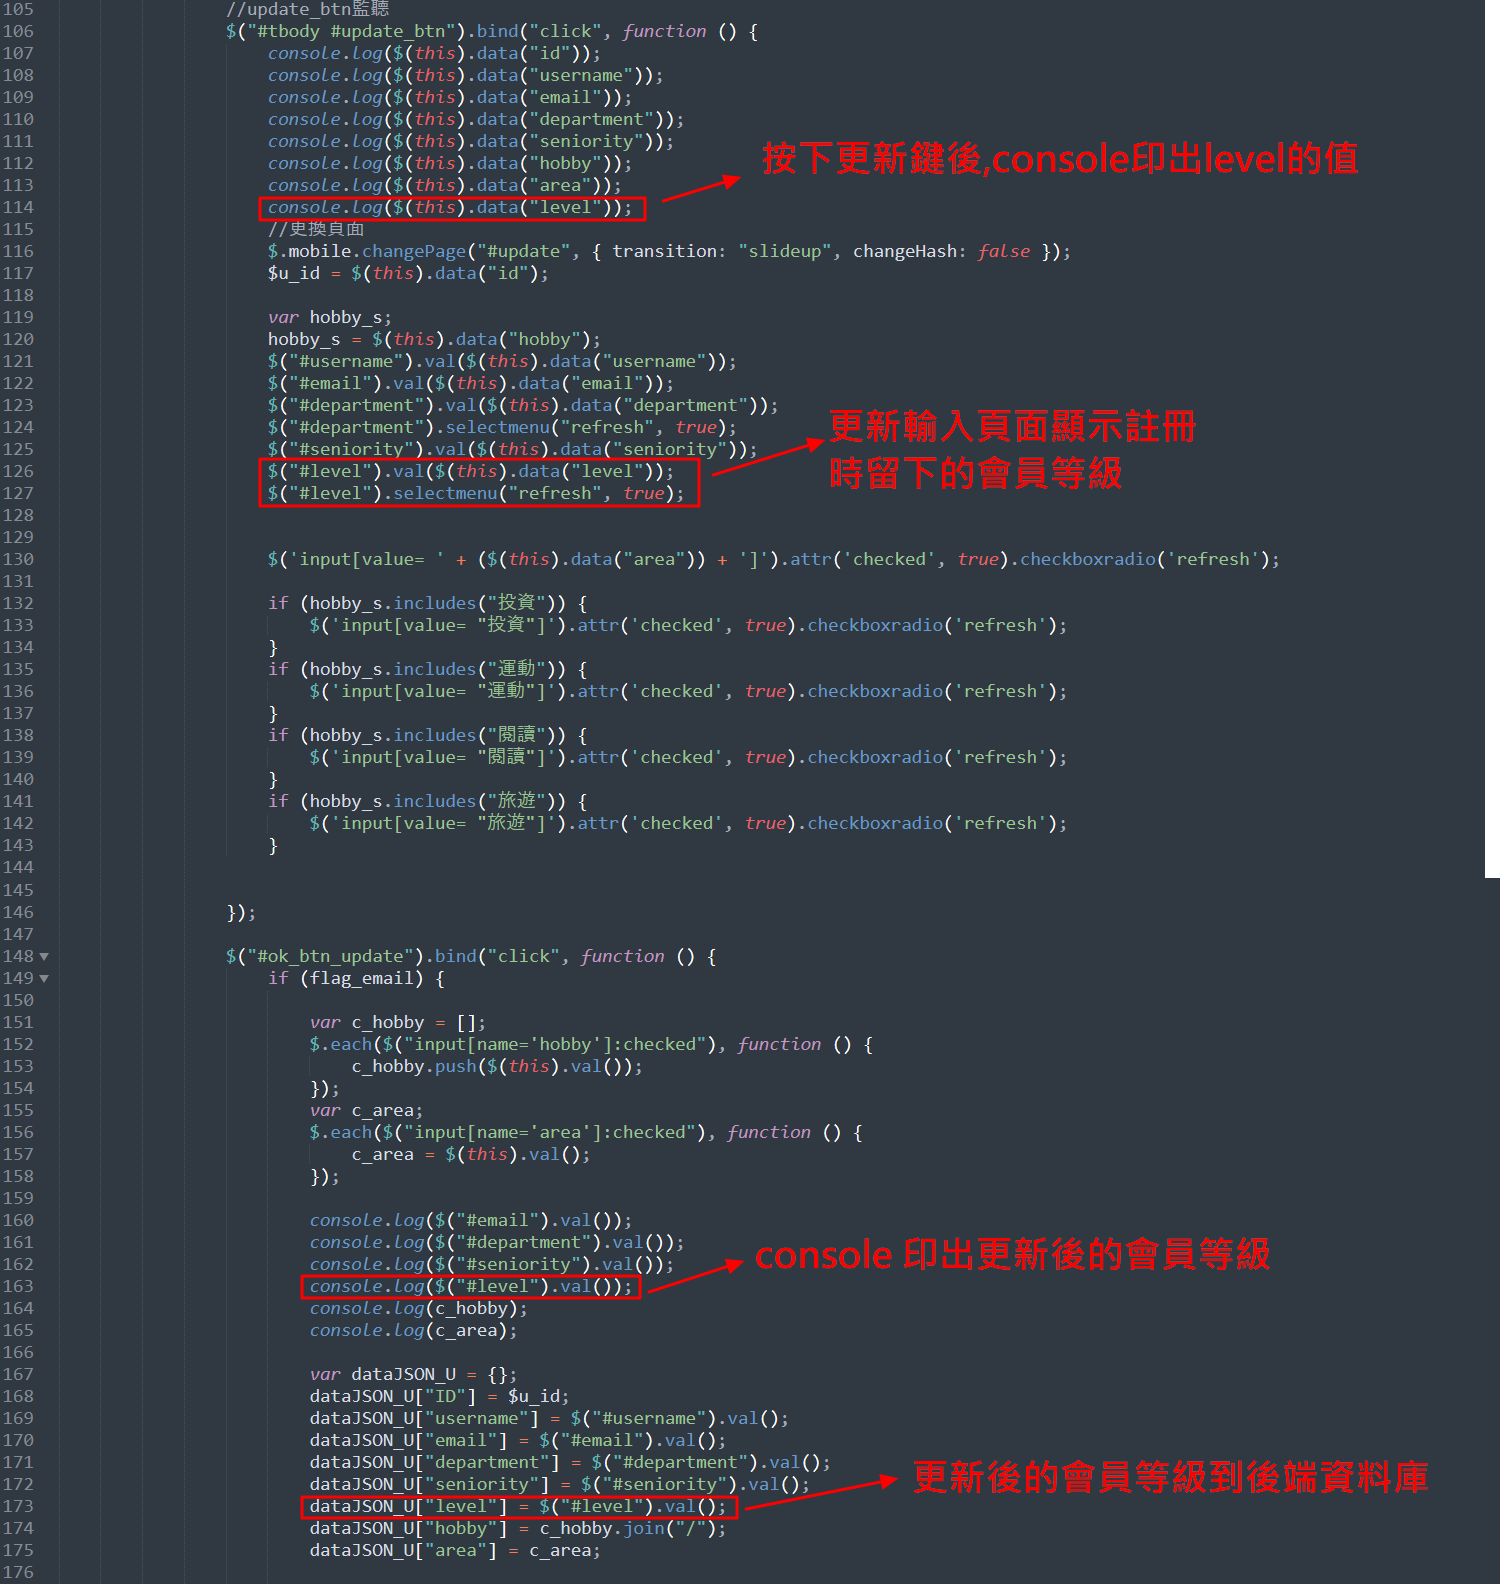 105 //update_btn監聽
106 $("#tbody #update_btn").bind("click", function () {
107 console.log($(this).data("id"));
108 console.log($(this).data("username"));
109 console.log($(this).data("email"));
110 console.log($(this).data("department"));
111 console.log($(this).data("seniority"));
112 console.log($(this).data("hobby"));
113 console.log($(this).data("area"));
114 console.log($(this).data("level"));
按下更新鍵後,console印出level的值
115 //更換頁面
116 $.mobile.changePage("#update", { transition: "slideup", changeHash: false });
117 $u_id = $(this).data("id");
118
119 var hobby_s;
120 hobby_s = $(this).data("hobby");
121 $("#username").val($(this).data("username"));
122 $("#email").val($(this).data("email"));
123 $("#department").val($(this).data("department"));
124 $("#department").selectmenu("refresh", true);
125 $("#seniority").val($(this).data("seniority"));
126 $("#level").val($(this).data("level"));
127 $("#level").selectmenu("refresh", true);
更新輸入頁面顯示註冊
時留下的會員等級
128
129
130 $('input[value= ' + ($(this).data("area")) + ']').attr('checked', true).checkboxradio('refresh');
131
132 if (hobby_s.includes("投資")) {
133 $('input[value= "投資"]').attr('checked', true).checkboxradio('refresh');
134 }
135 if (hobby_s.includes("運動")) {
136 $('input[value= "運動"]').attr('checked', true).checkboxradio('refresh');
137 }
138 if (hobby_s.includes("閱讀")) {
139 $('input[value= "閱讀"]').attr('checked', true).checkboxradio('refresh');
140 }
141 if (hobby_s.includes("旅遊")) {
142 $('input[value= "旅遊"]').attr('checked', true).checkboxradio('refresh');
143 }
144
145
146 });
147
148 $("#ok_btn_update").bind("click", function () {
149 if (flag_email) {
150
151 var c_hobby = [];
152 $.each($("input[name='hobby']:checked"), function () {
153 c_hobby.push($(this).val());
154 });
155 var c_area;
156 $.each($("input[name='area']:checked"), function () {
157 c_area = $(this).val();
158 });
159
160 console.log($("#email").val());
161 console.log($("#department").val());
162 console.log($("#seniority").val());
163 console.log($("#level").val());
console 印出更新後的會員等級
164 console.log(c_hobby);
165 console.log(c_area);
166
167 var dataJSON_U = {};
168 dataJSON_U["ID"] = $u_id;
169 dataJSON_U["username"] = $("#username").val();
170 dataJSON_U["email"] = $("#email").val();
171 dataJSON_U["department"] = $("#department").val();
172 dataJSON_U["seniority"] = $("#seniority").val();
173 dataJSON_U["level"] = $("#level").val();
更新後的會員等級到後端資料庫
174 dataJSON_U["hobby"] = c_hobby.join("/");
175 dataJSON_U["area"] = c_area;
176